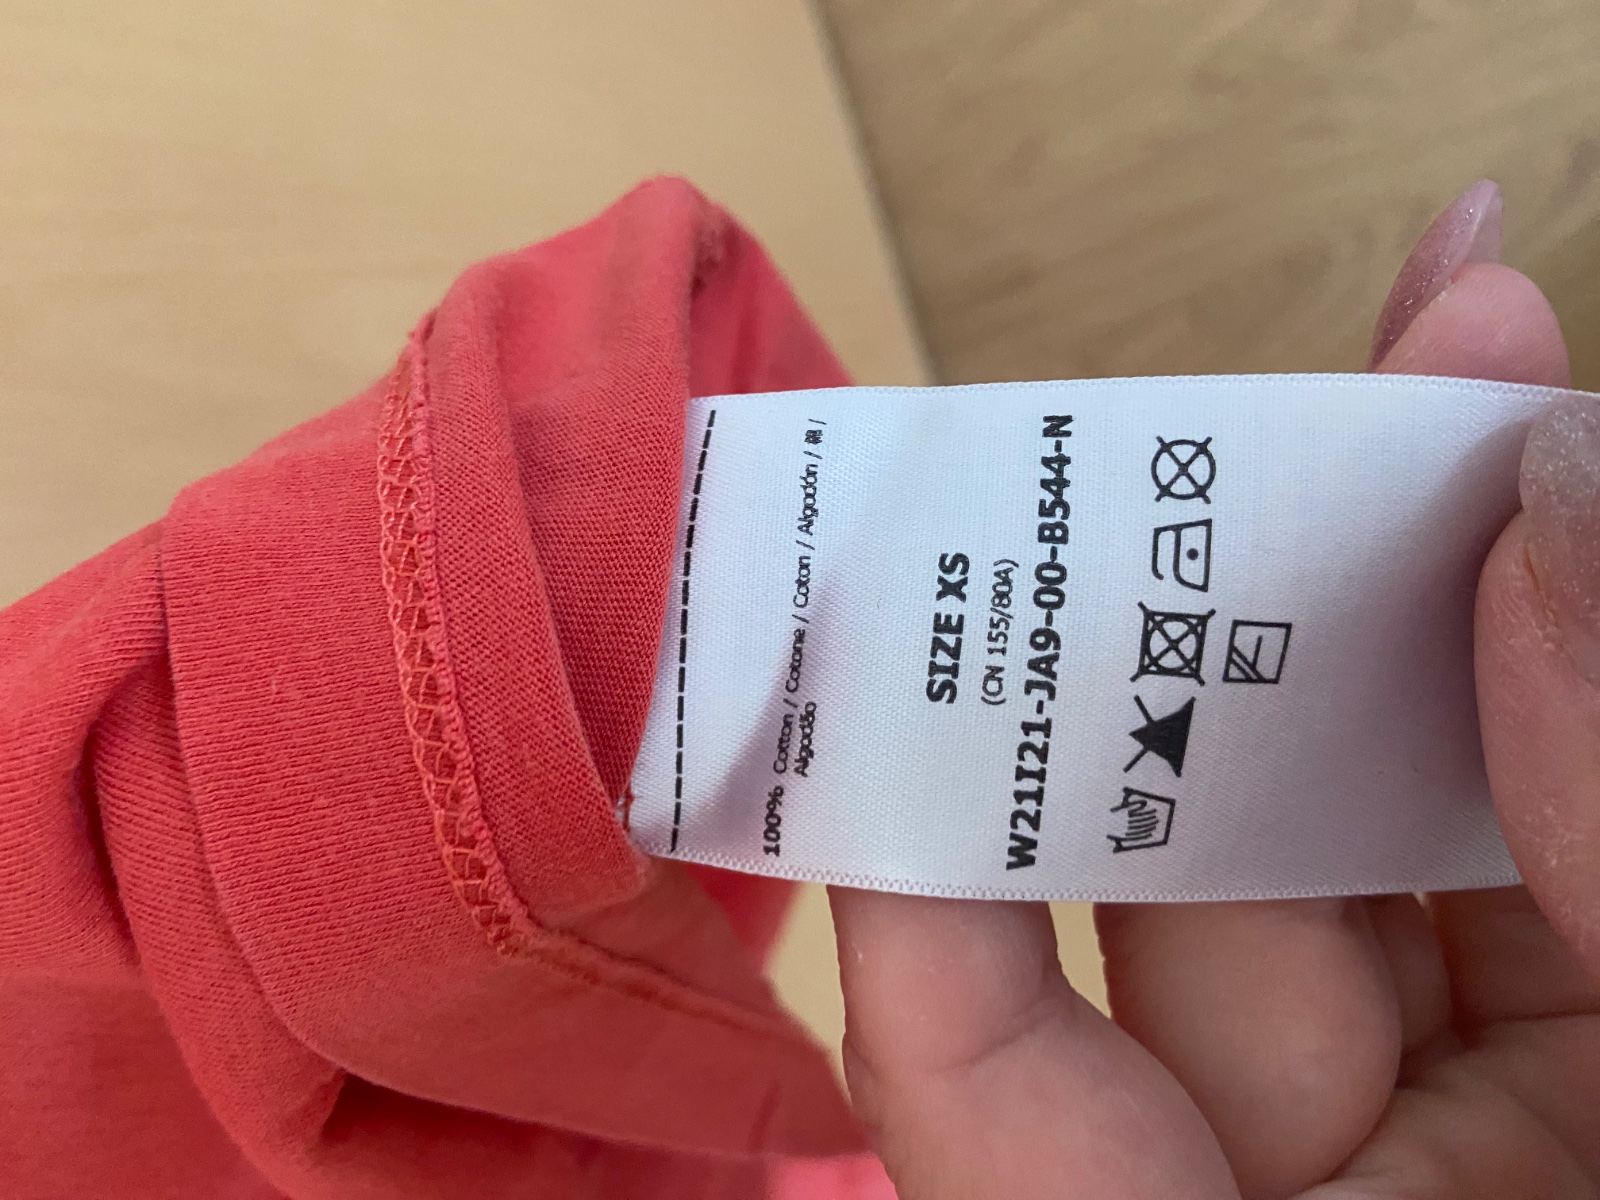 100% Cotton / Cotone / Coton / Algodón / 棉 /
Algodão
SIZE XS
(CN 155/80A)
W21I21-JA9-00-B544-N